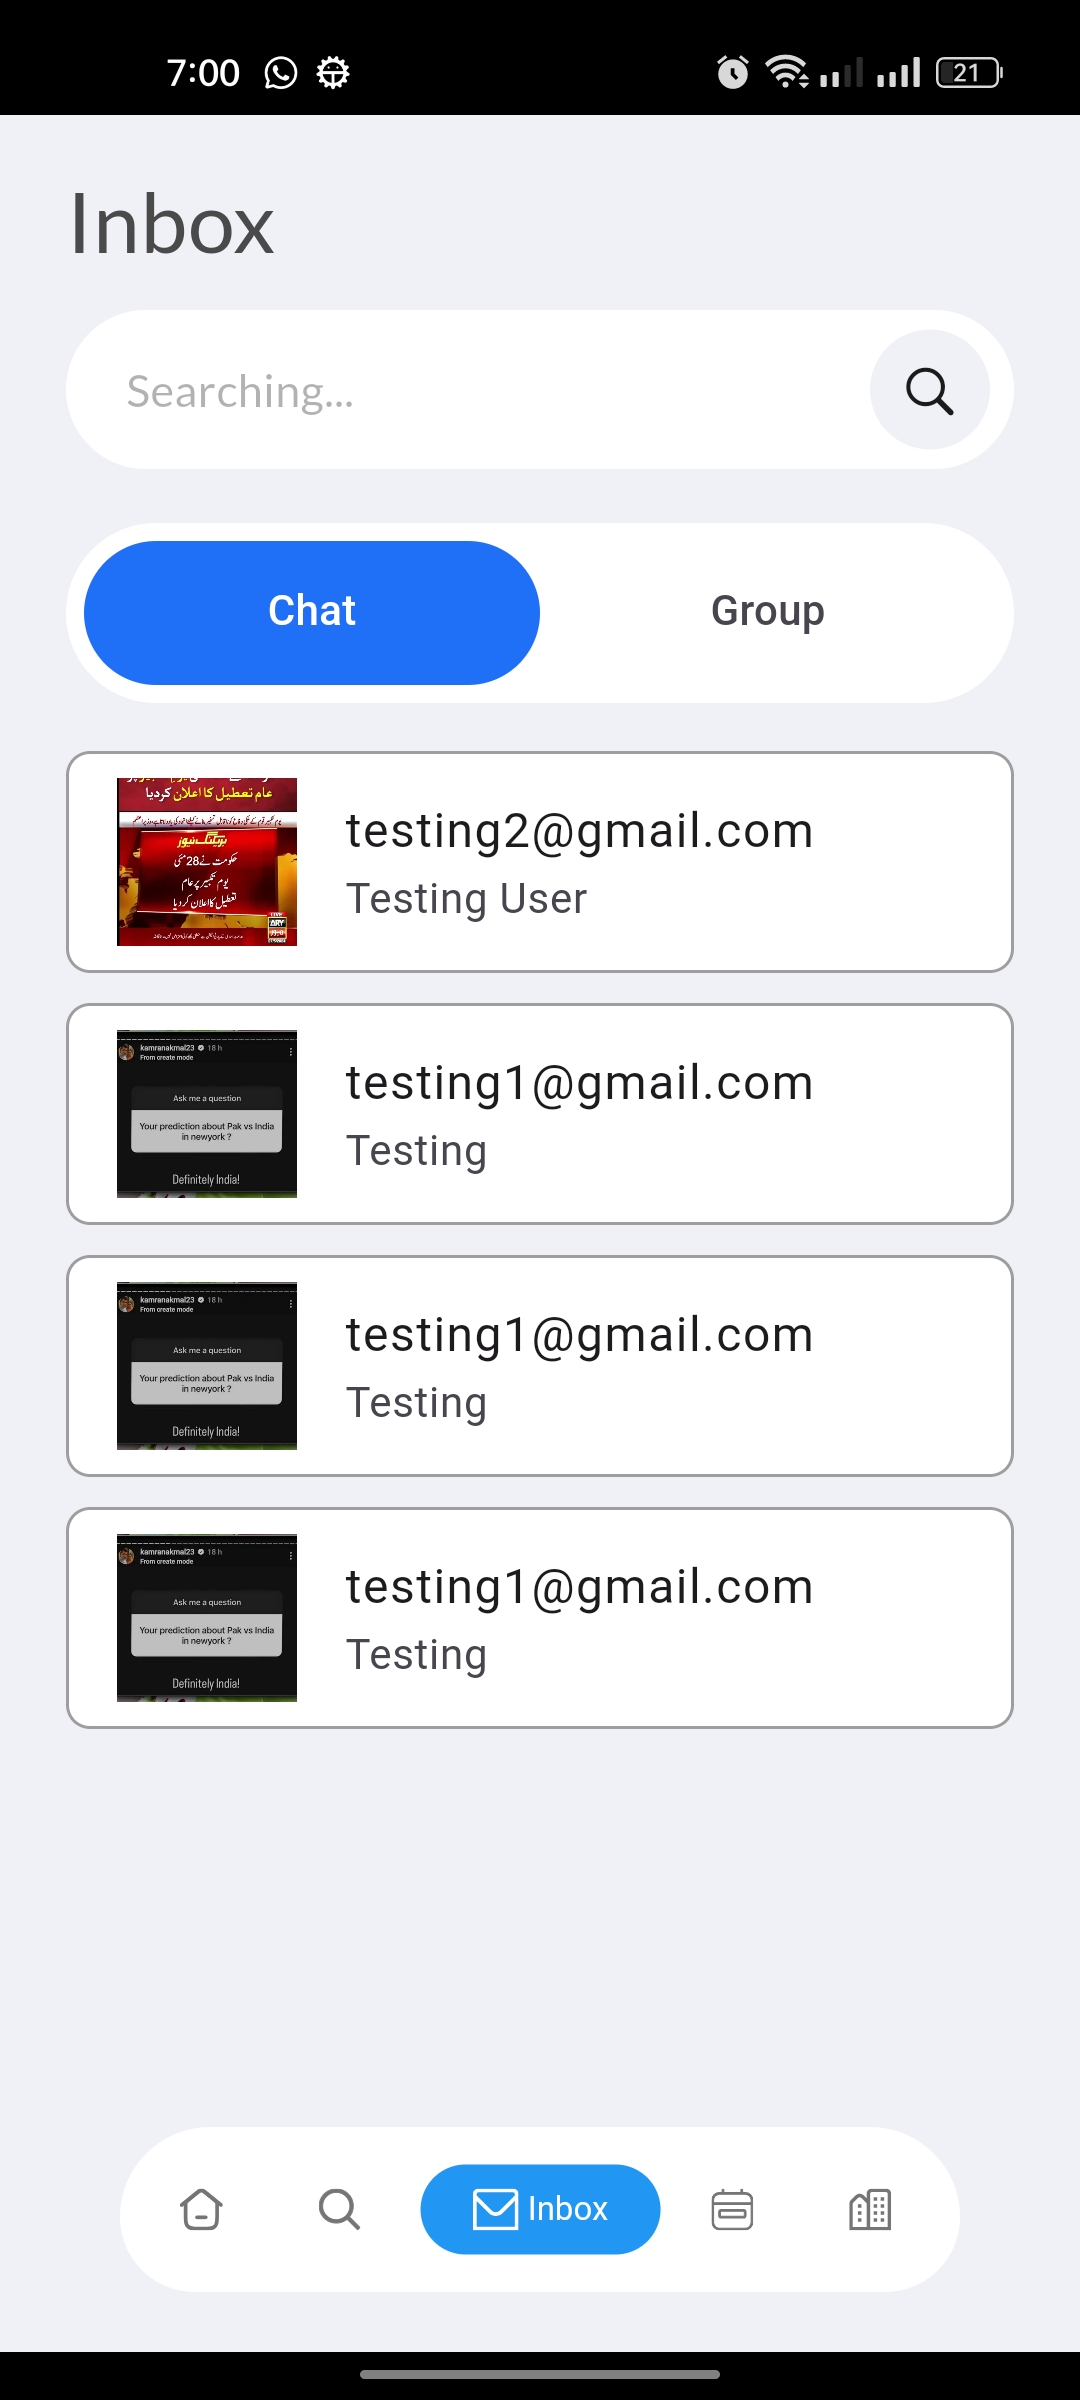 7:00
21
Inbox
Searching...
Chat
Group
عام تعطیل کا اعلان کردیا
بریکنگ نیوز
حکومت نے 28 مئی
یوم تکبیر پر عام
تعطیل کا اعلان کر دیا
LIVE
ARY
testing2@gmail.com
Testing User
kamranakmal23 18 h
From create mode
Ask me a question
Your prediction about Pak vs India
in newyork ?
Definitely India!
testing1@gmail.com
Testing
kamranakmal23 18 h
From create mode
Ask me a question
Your prediction about Pak vs India
in newyork ?
Definitely India!
testing1@gmail.com
Testing
kamranakmal23 18 h
From create mode
Ask me a question
Your prediction about Pak vs India
in newyork ?
Definitely India!
testing1@gmail.com
Testing
Inbox